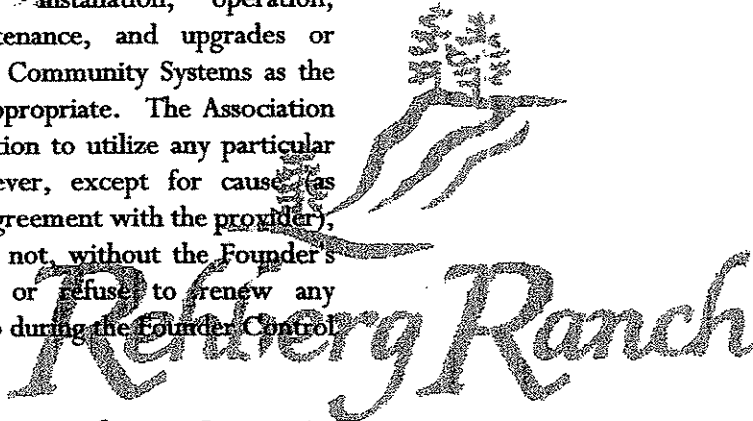 installation, operation,
tenance, and upgrades or
Community Systems as the
ppropriate. The Association
tion to utilize any particular
ever, except for cause (as
greement with the provider),
not, without the Founder's
or refuse to renew any
during the Founder Control
Rehberg Ranch